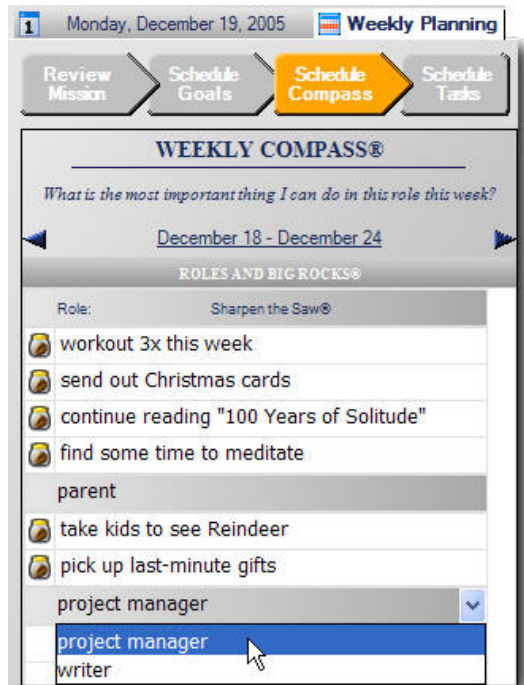 1 Monday, December 19, 2005 Weekly Planning
Review Mission
Schedule Goals
Schedule Compass
Schedule Tasks
WEEKLY COMPASS®
What is the most important thing I can do in this role this week?
December 18 - December 24
ROLES AND BIG ROCKS®
Role: Sharpen the Saw®
workout 3x this week
send out Christmas cards
continue reading "100 Years of Solitude"
find some time to meditate
parent
take kids to see Reindeer
pick up last-minute gifts
project manager
project manager
writer